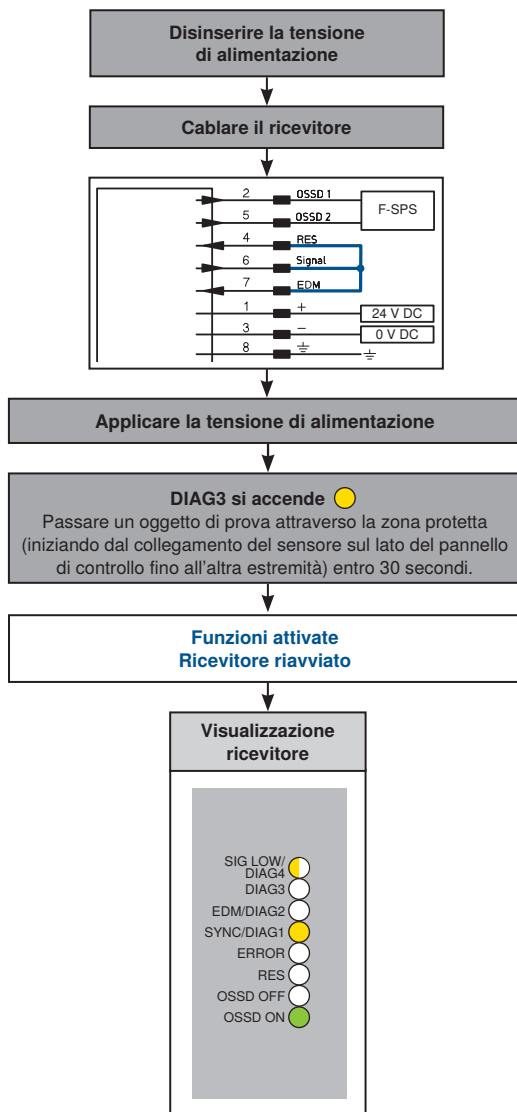 Disinserire la tensione
di alimentazione
Cablare il ricevitore
2 OSSD 1
F-SPS
5 OSSD 2
4 RES
6 Signal
7 EDM
1 + 24 V DC
3 – 0 V DC
8
Applicare la tensione di alimentazione
DIAG3 si accende
Passare un oggetto di prova attraverso la zona protetta
(iniziando dal collegamento del sensore sul lato del pannello
di controllo fino all'altra estremità) entro 30 secondi.
Funzioni attivate
Ricevitore riavviato
Visualizzazione
ricevitore
SIG LOW/
DIAG4
DIAG3
EDM/DIAG2
SYNC/DIAG1
ERROR
RES
OSSD OFF
OSSD ON